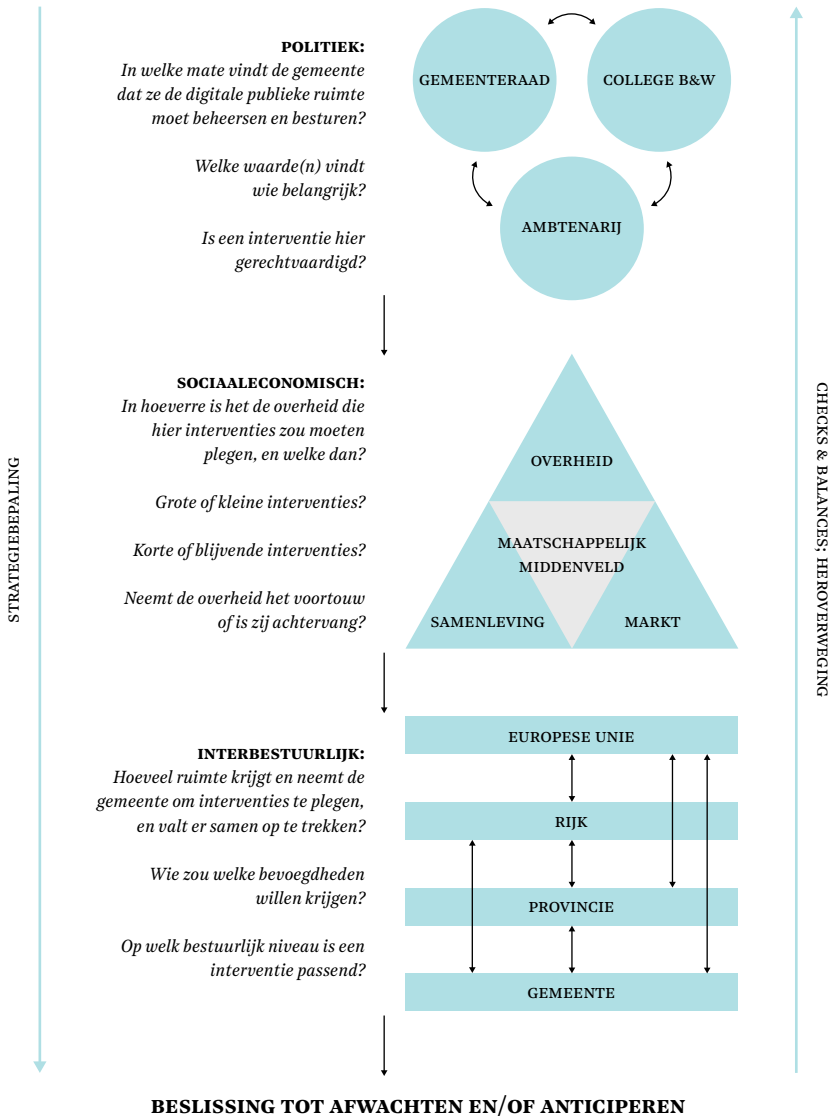 POLITIEK:
In welke mate vindt de gemeente
dat ze de digitale publieke ruimte
moet beheersen en besturen?
Welke waarde(n) vindt
wie belangrijk?
Is een interventie hier
gerechtvaardigd?
GEMEENTERAAD
COLLEGE B&W
AMBTENARIJ
SOCIAALECONOMISCH:
In hoeverre is het de overheid die
hier interventies zou moeten
plegen, en welke dan?
Grote of kleine interventies?
Korte of blijvende interventies?
Neemt de overheid het voortouw
of is zij achtervang?
OVERHEID
MAATSCHAPPELIJK
MIDDENVELD
SAMENLEVING
MARKT
INTERBESTUURLIJK:
Hoeveel ruimte krijgt en neemt de
gemeente om interventies te plegen,
en valt er samen op te trekken?
Wie zou welke bevoegdheden
willen krijgen?
Op welk bestuurlijk niveau is een
interventie passend?
EUROPESE UNIE
RIJK
PROVINCIE
GEMEENTE
STRATEGIEBEPALING
CHECKS & BALANCES; HEROVERWEGING
BESLISSING TOT AFWACHTEN EN/OF ANTICIPEREN